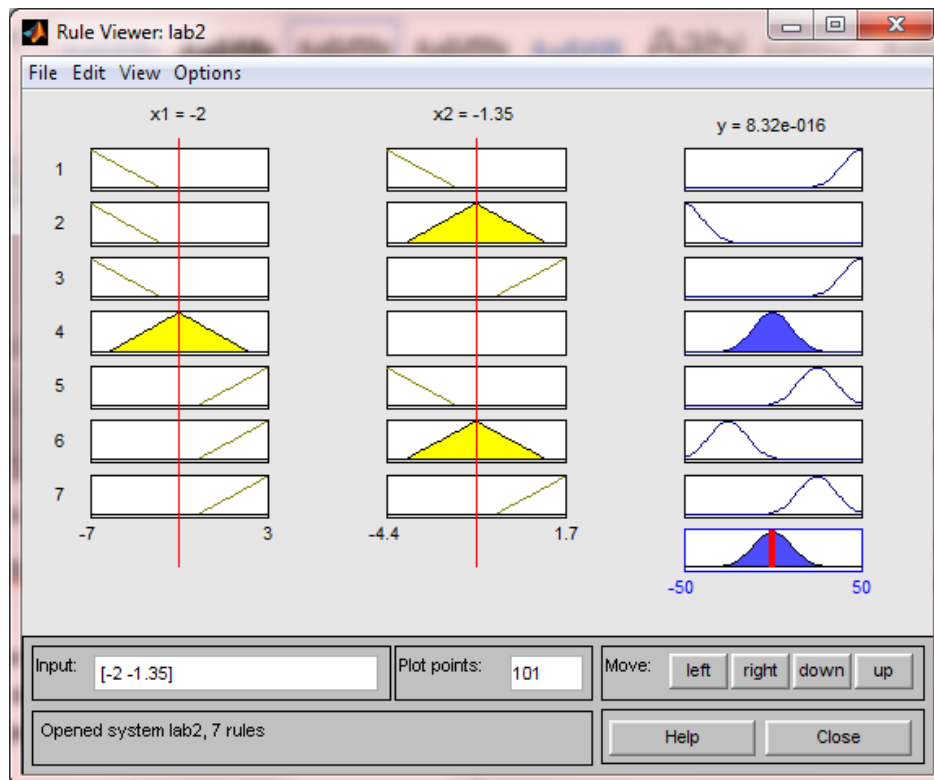 Rule Viewer: lab2
File Edit View Options
x1 = -2
x2 = -1.35
y = 8.32e-016
1
2
3
4
5
6
7
-7 3
-4.4 1.7
-50 50
Input: [-2 -1.35]
Plot points: 101
Move: left right down up
Opened system lab2, 7 rules
Help Close